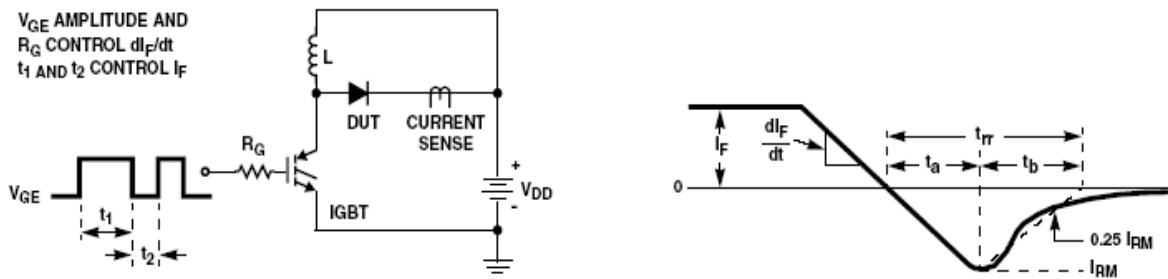 V_GE AMPLITUDE AND
R_G CONTROL dI_F/dt
t_1 AND t_2 CONTROL I_F
L
DUT
CURRENT
SENSE
R_G
V_GE
t_1
t_2
IGBT
+
V_DD
-
I_F
dI_F
dt
t_rr
t_a
t_b
0
0.25 I_RM
I_RM